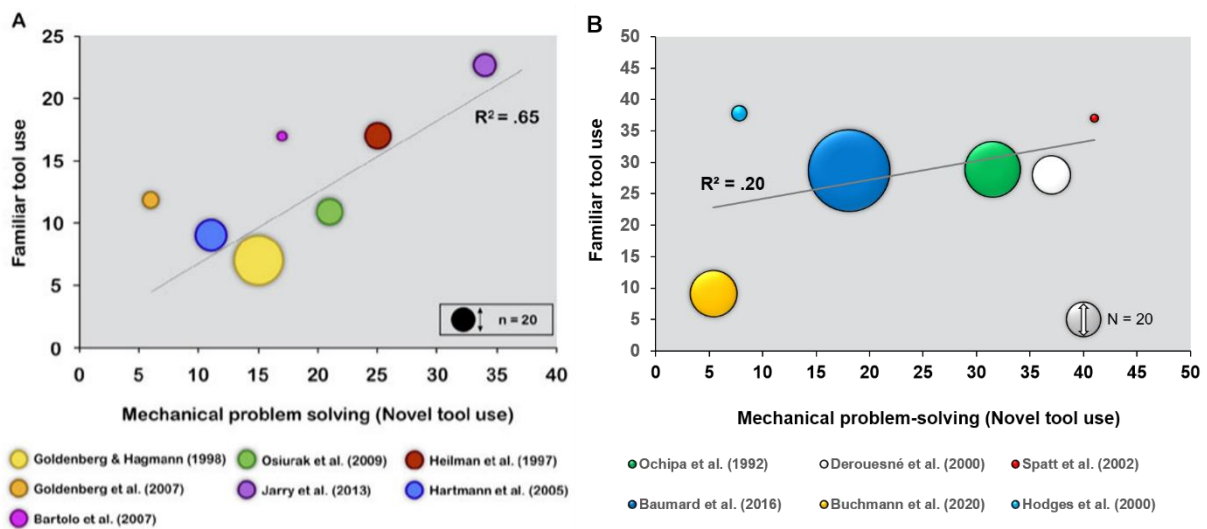 A
25
20
15
10
5
0
Familiar tool use
R² = .65
n = 20
0 5 10 15 20 25 30 35 40
Mechanical problem solving (Novel tool use)
Goldenberg & Hagmann (1998) Osiurak et al. (2009) Heilman et al. (1997)
Goldenberg et al. (2007) Jarry et al. (2013) Hartmann et al. (2005)
Bartolo et al. (2007)
B
50
45
40
35
30
25
20
15
10
5
0
Familiar tool use
R² = .20
N = 20
0 5 10 15 20 25 30 35 40 45 50
Mechanical problem-solving (Novel tool use)
Ochipa et al. (1992) Derouesné et al. (2000) Spatt et al. (2002)
Baumard et al. (2016) Buchmann et al. (2020) Hodges et al. (2000)